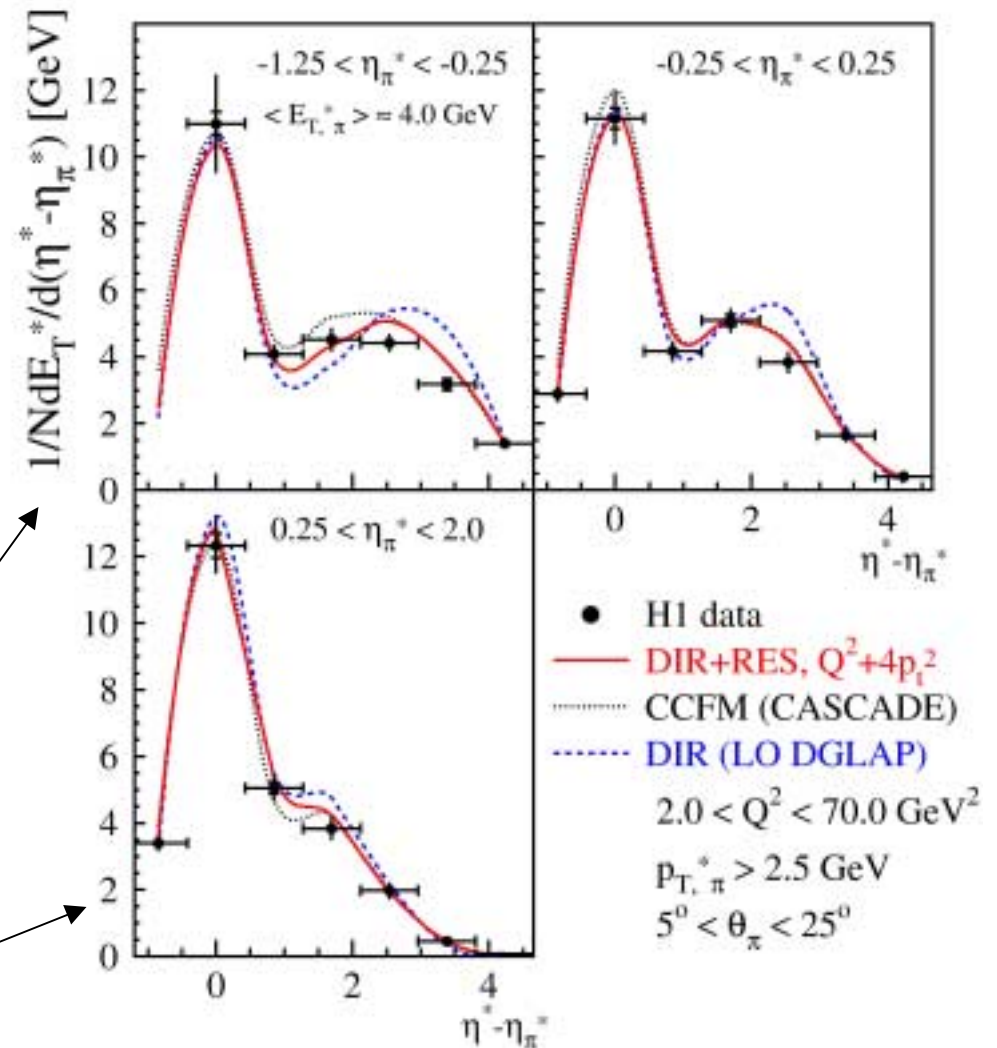 1/NdE_T*/d(η*-η_π*) [GeV]
-1.25 < η_π* < -0.25
< E_T,*_π > ≈ 4.0 GeV
12
10
8
6
4
2
0
-0.25 < η_π* < 0.25
0 2 4
η*-η_π*
0.25 < η_π* < 2.0
12
10
8
6
4
2
0
0 2 4
η*-η_π*
H1 data
DIR+RES, Q²+4p_t²
CCFM (CASCADE)
DIR (LO DGLAP)
2.0 < Q² < 70.0 GeV²
p_T,*_π > 2.5 GeV
5° < θ_π < 25°